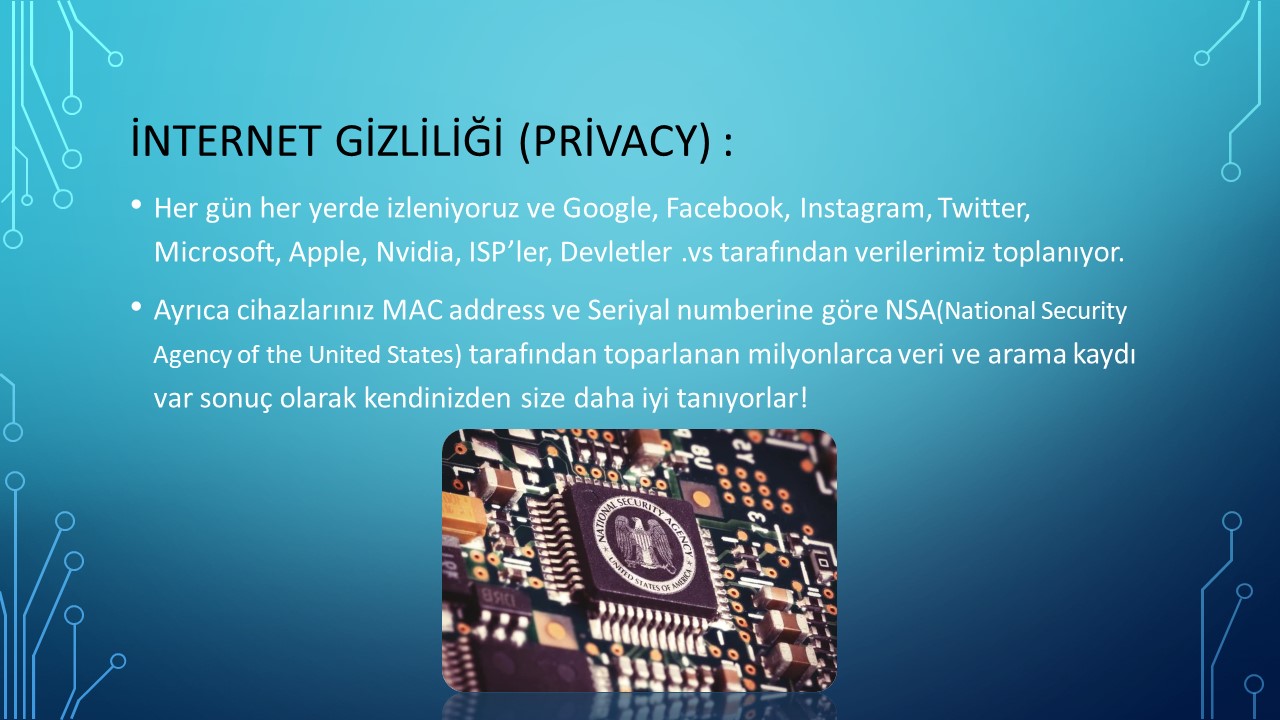 İNTERNET GİZLİLİĞİ (PRİVACY) :
• Her gün her yerde izleniyoruz ve Google, Facebook, Instagram, Twitter,
Microsoft, Apple, Nvidia, ISP’ler, Devletler .vs tarafından verilerimiz toplanıyor.
• Ayrıca cihazlarınız MAC address ve Seriyal numberine göre NSA(National Security
Agency of the United States) tarafından toparlanan milyonlarca veri ve arama kaydı
var sonuç olarak kendinizden size daha iyi tanıyorlar!
NATIONAL SECURITY AGENCY
UNITED STATES OF AMERICA